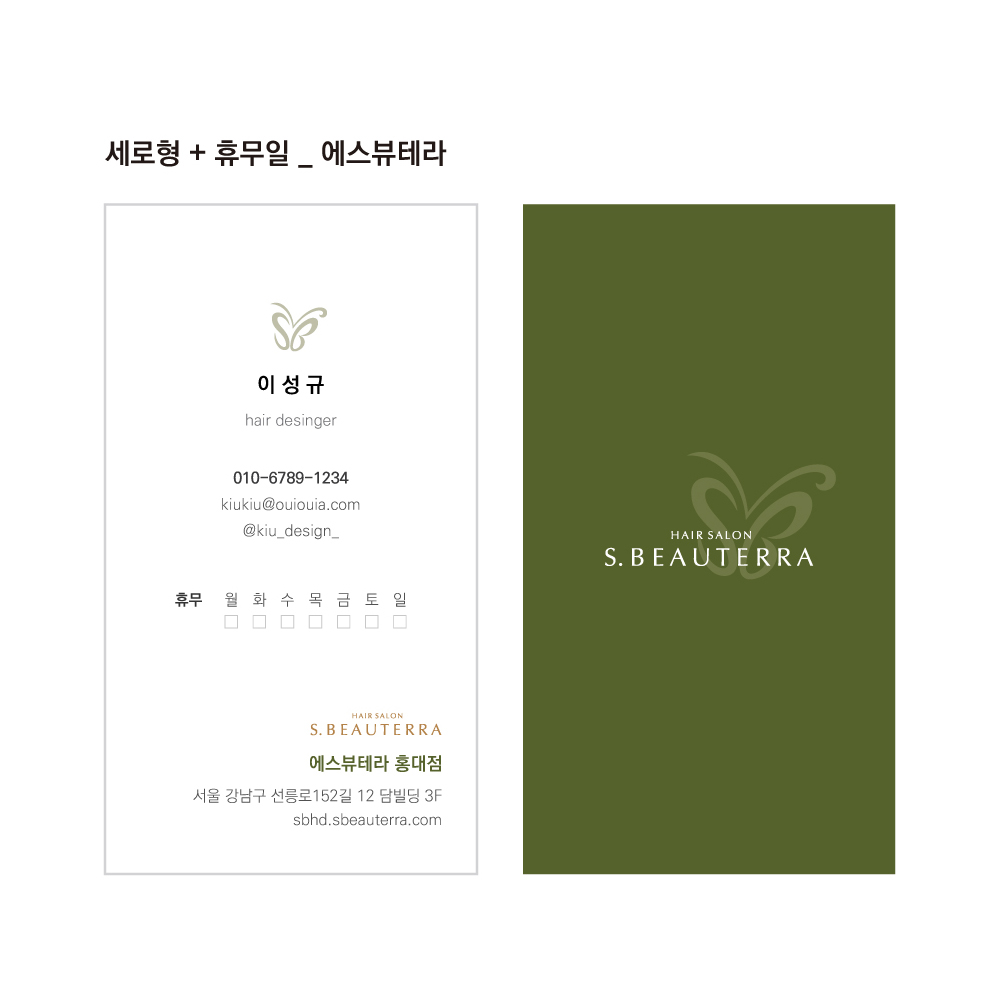 세로형 + 휴무일 _ 에스뷰테라
이 성 규
hair desinger
010-6789-1234
kiukiu@ouiouia.com
@kiu_design_
휴무 월 화 수 목 금 토 일
HAIR SALON
S.BEAUTERRA
에스뷰테라 홍대점
서울 강남구 선릉로152길 12 담빌딩 3F
sbhd.sbeauterra.com
HAIR SALON
S.BEAUTERRA